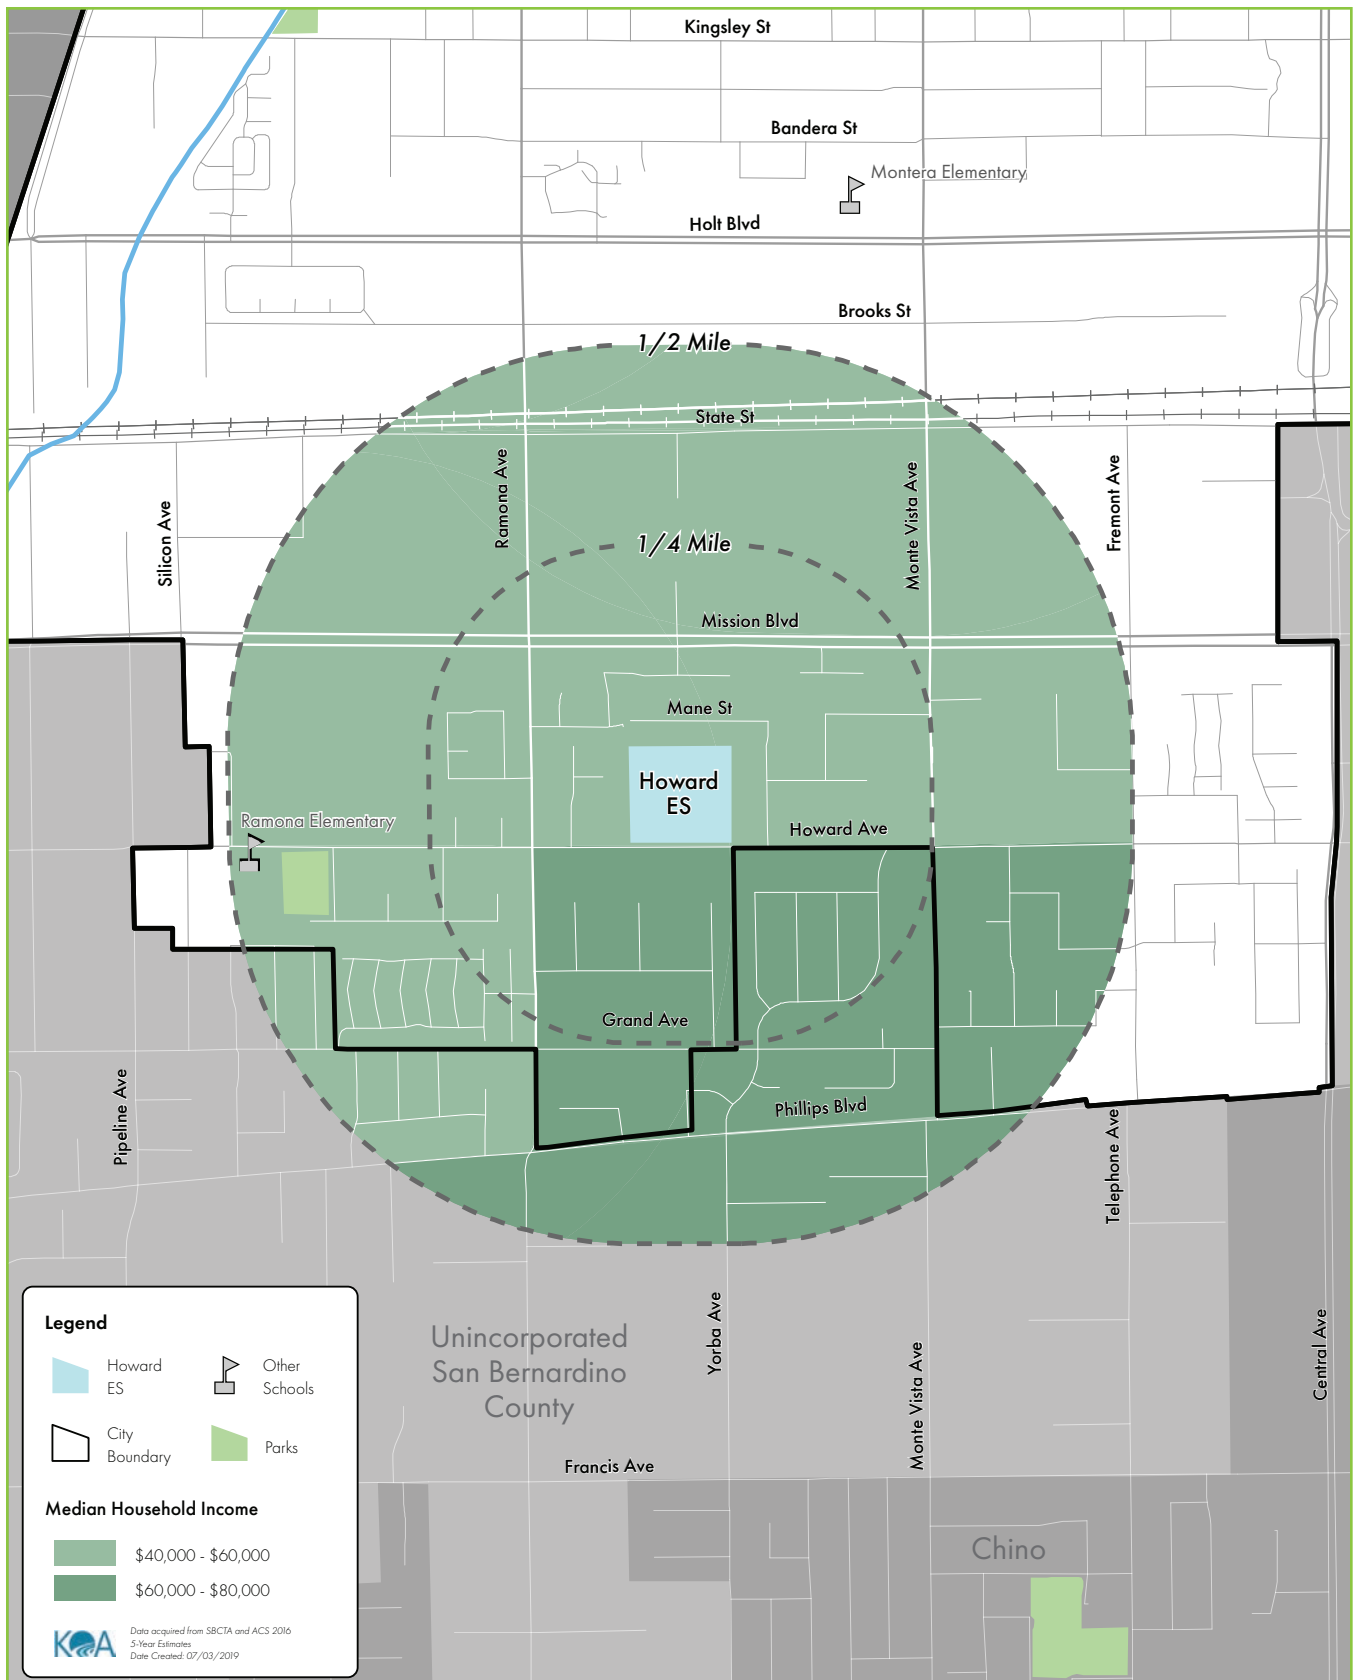 Kingsley St
Bandera St
Montera Elementary
Holt Blvd
Brooks St
1/2 Mile
State St
Ramona Ave
Monte Vista Ave
Fremont Ave
Silicon Ave
1/4 Mile
Mission Blvd
Mane St
Howard
ES
Ramona Elementary
Howard Ave
Grand Ave
Pipeline Ave
Phillips Blvd
Telephone Ave
Unincorporated
San Bernardino
County
Yorba Ave
Monte Vista Ave
Central Ave
Francis Ave
Chino
Legend
Howard
ES
Other
Schools
City
Boundary
Parks
Median Household Income
$40,000 - $60,000
$60,000 - $80,000
KOA
Data acquired from SBCTA and ACS 2016
5-Year Estimates
Date Created: 07/03/2019